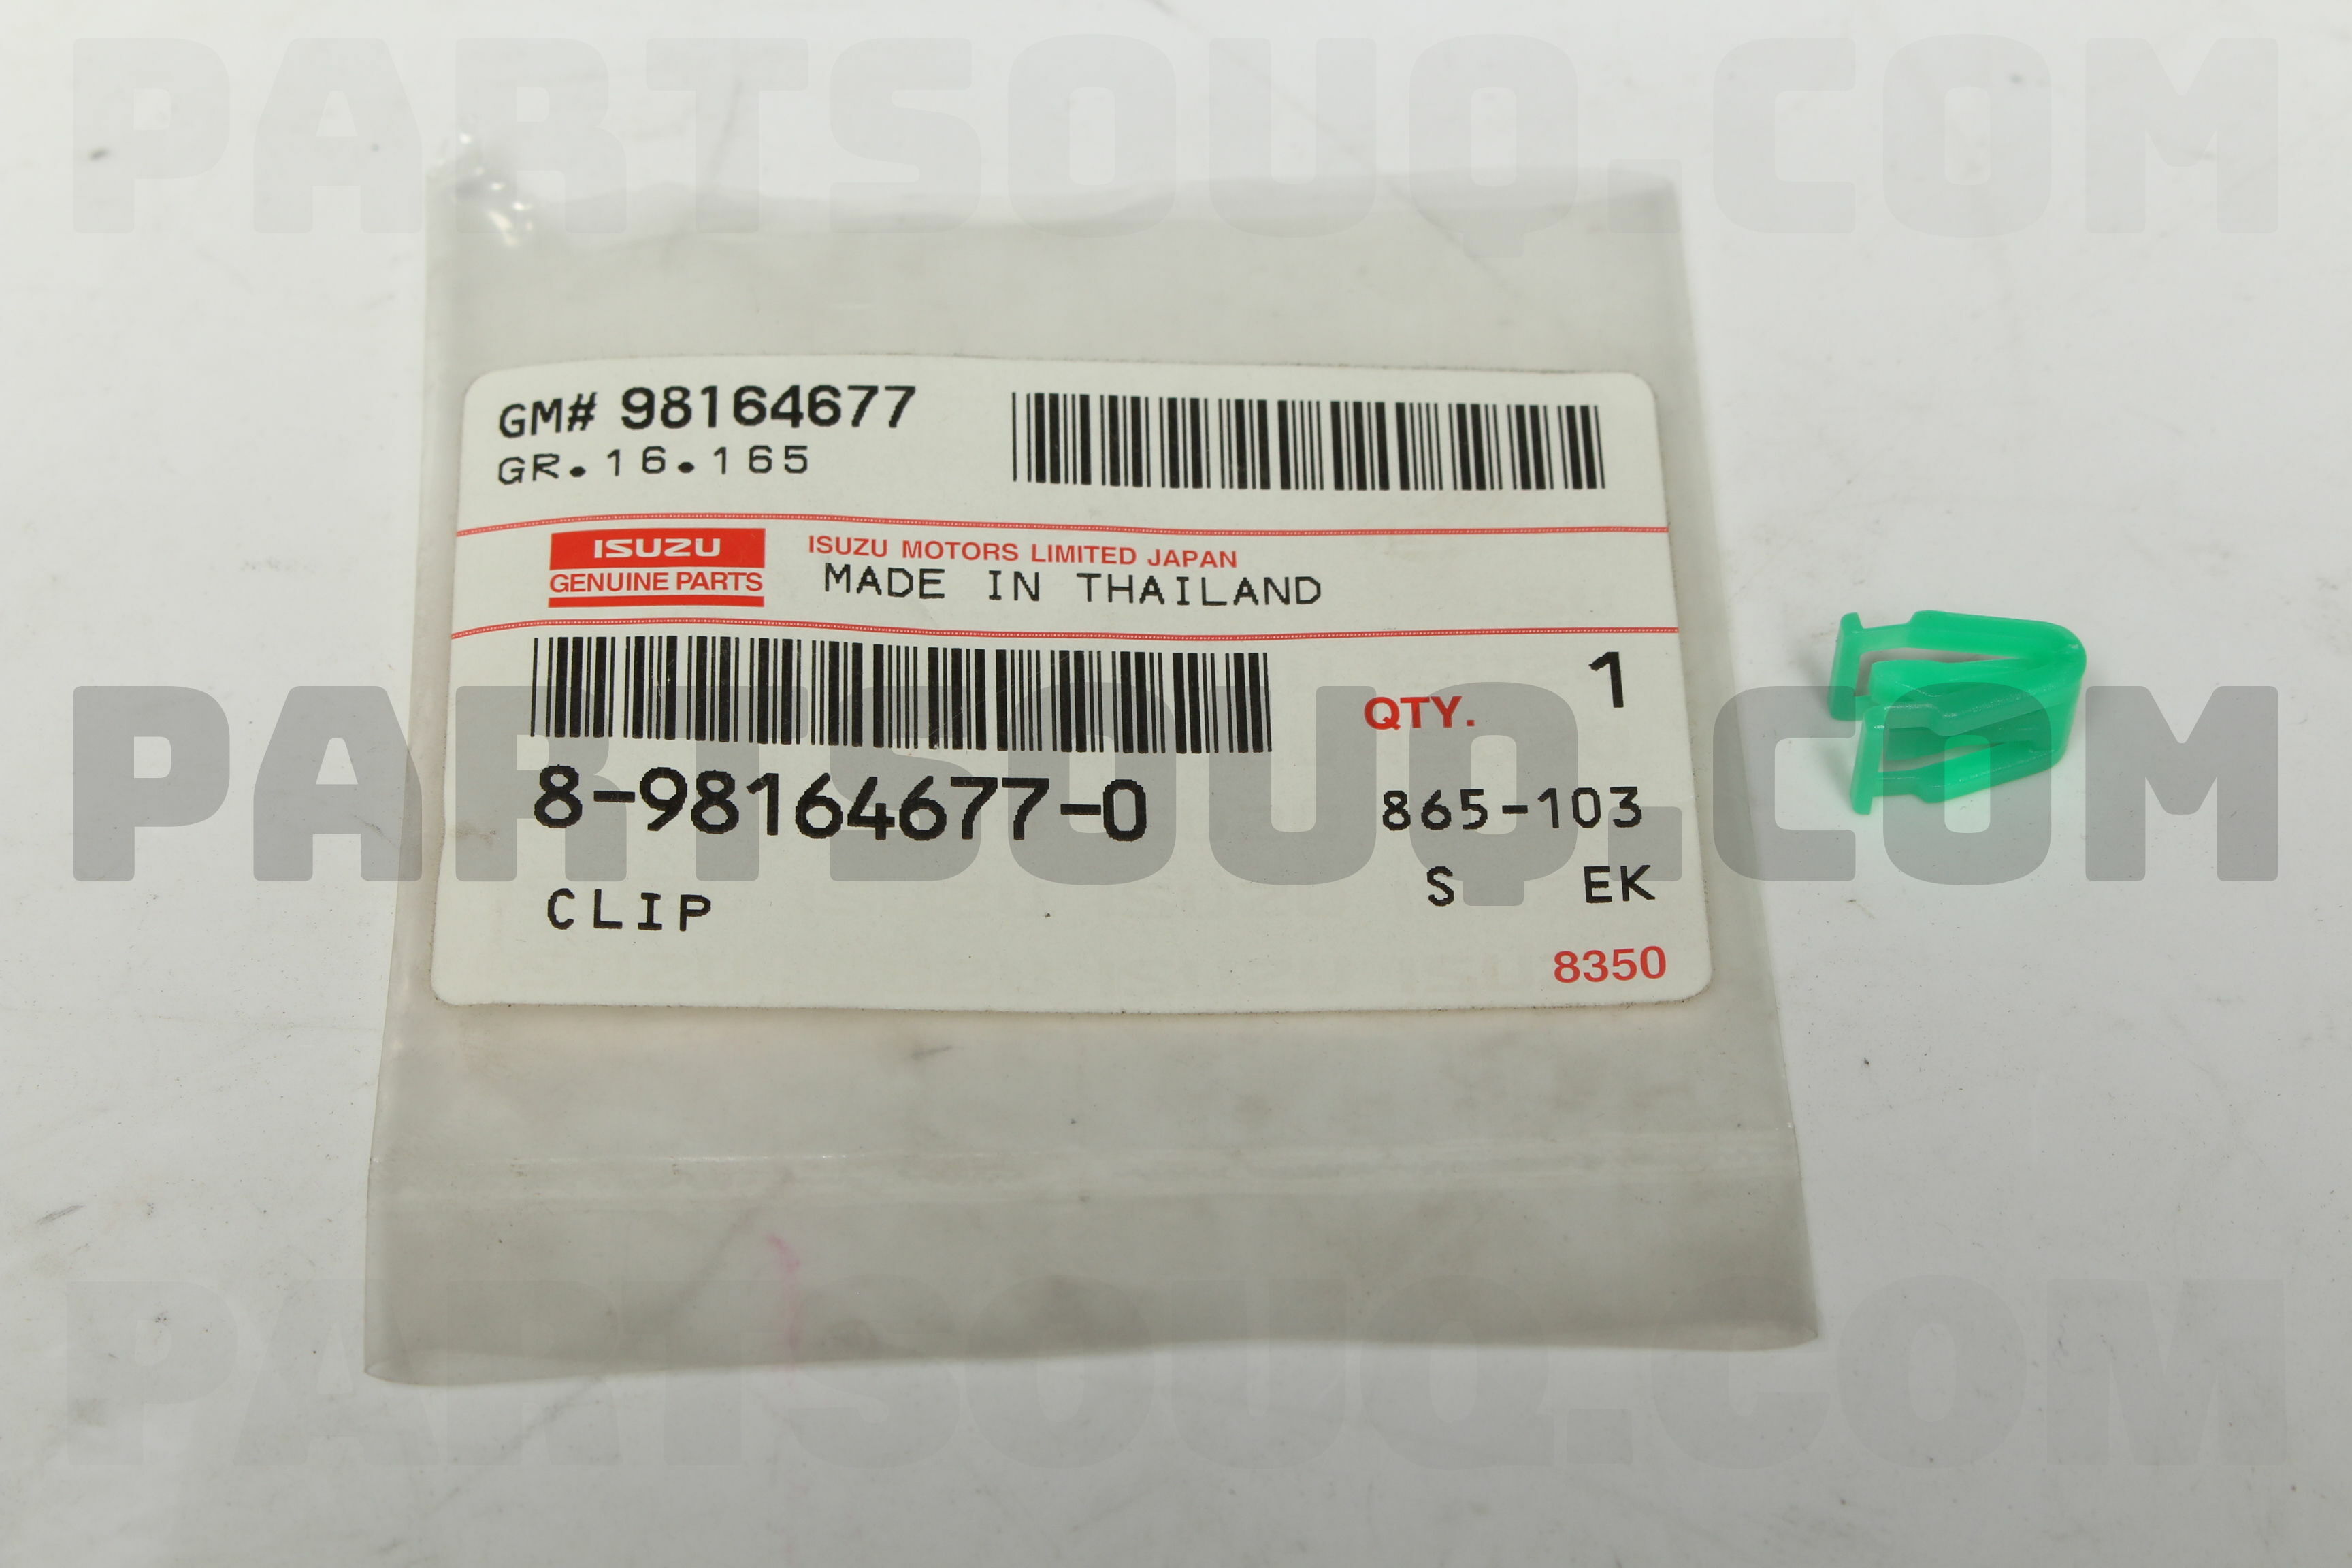 PARTSOUQ.COM
GM# 98164677
GR.16.165
ISUZU
GENUINE PARTS
ISUZU MOTORS LIMITED JAPAN
MADE IN THAILAND
QTY. 1
PARTSOUQ.COM
8-98164677-0
865-103
CLIP
S EK
8350
PARTSOUQ.COM